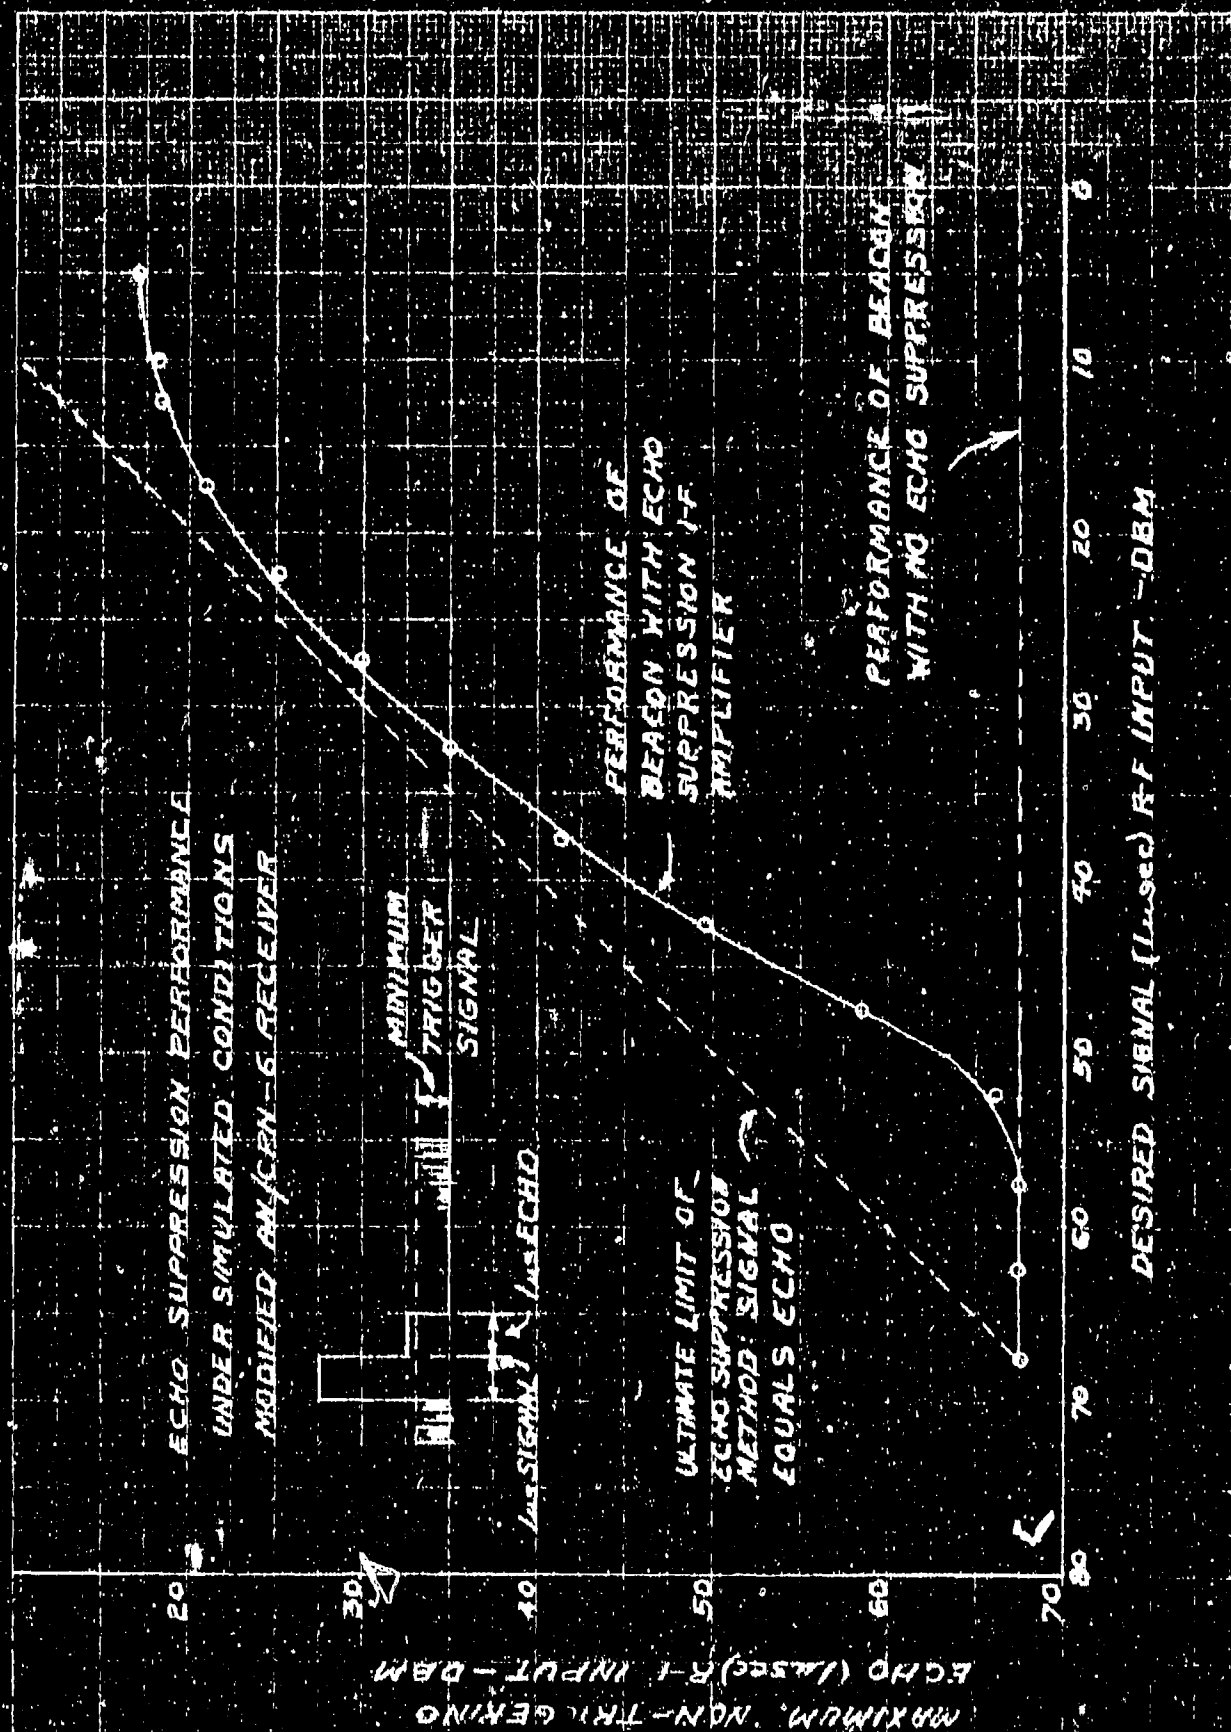 ECHO SUPPRESSION PERFORMANCE
UNDER SIMULATED CONDITIONS
MODIFIED AN/CPN-6 RECEIVER
MINIMUM
TRIGGER
SIGNAL
1µs SIGNAL
1µs ECHO
PERFORMANCE OF
BEACON WITH ECHO
SUPPRESSION I-F
AMPLIFIER
ULTIMATE LIMIT OF
ECHO SUPPRESSION
METHOD: SIGNAL
EQUALS ECHO
PERFORMANCE OF BEACON
WITH NO ECHO SUPPRESSION
MAXIMUM NON-TRIGGERING
ECHO (1µsec) R-F INPUT - DBM
20
30
40
50
60
70
80
70
60
50
40
30
20
10
0
DESIRED SIGNAL (1µsec) R-F INPUT - DBM